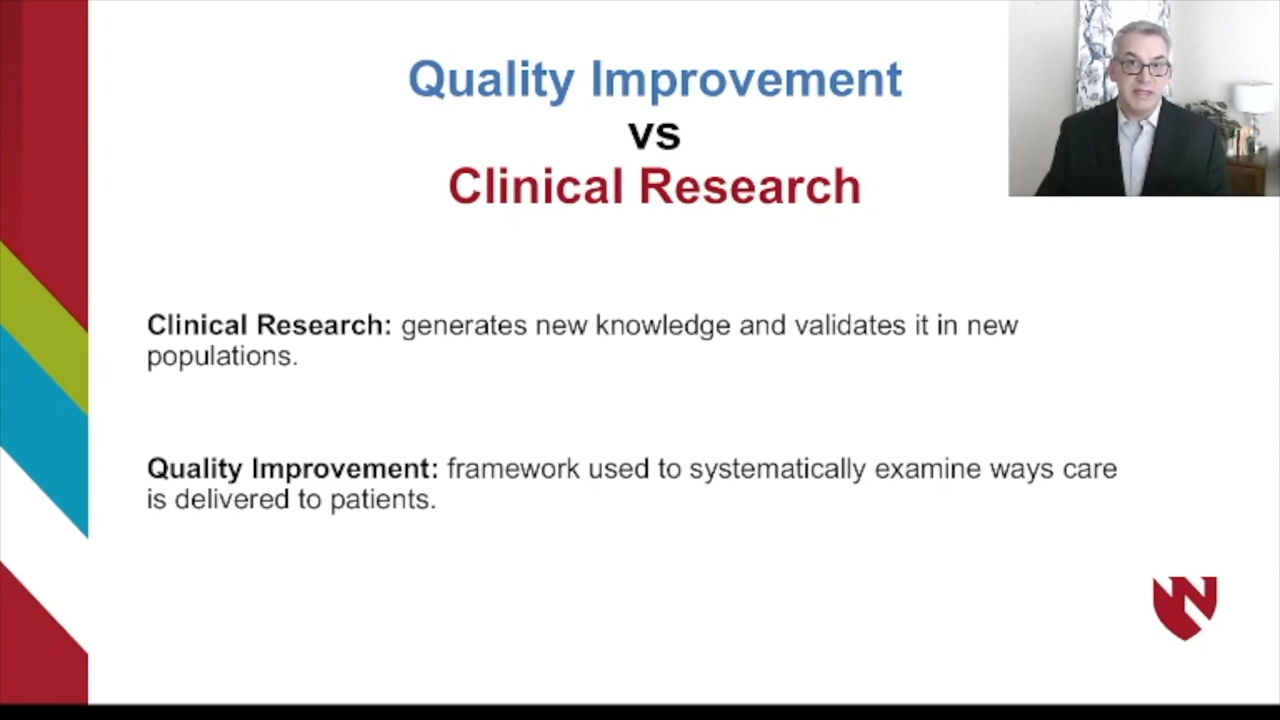 Quality Improvement
vs
Clinical Research
Clinical Research: generates new knowledge and validates it in new
populations.
Quality Improvement: framework used to systematically examine ways care
is delivered to patients.